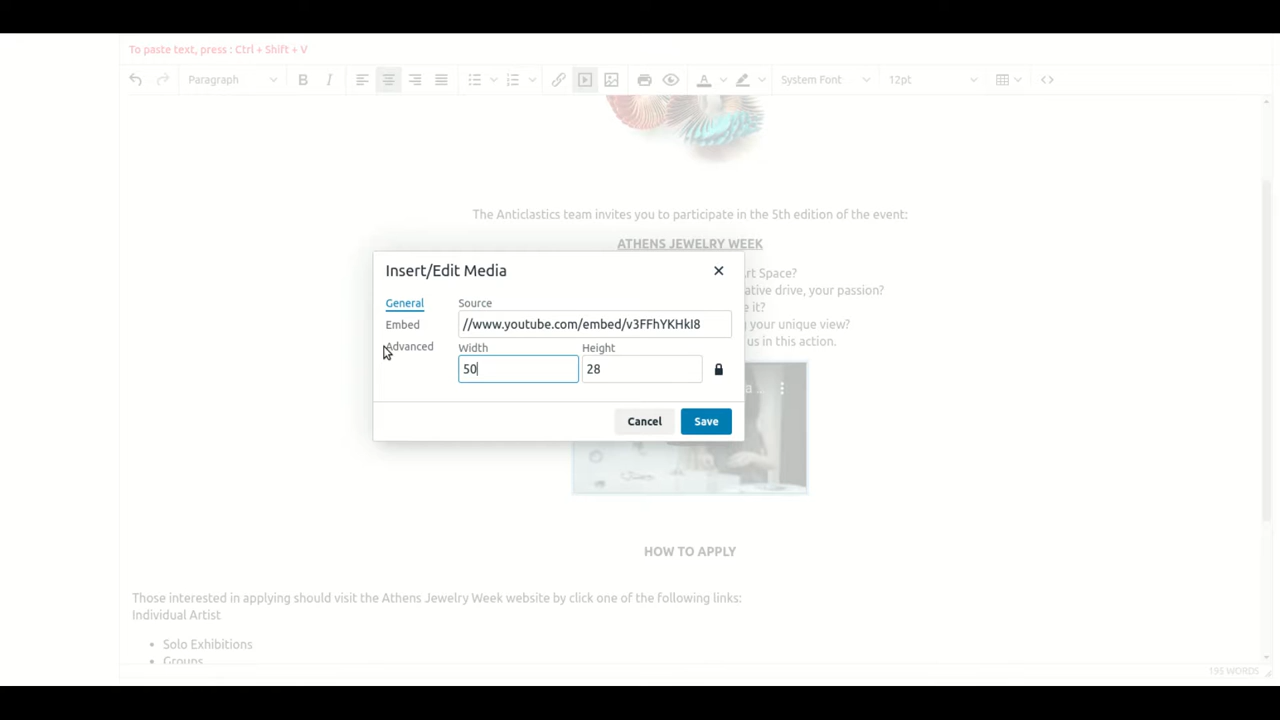 To paste text, press : Ctrl + Shift + V
Paragraph B I System Font 12pt
The Anticlastics team invites you to participate in the 5th edition of the event:
ATHENS JEWELRY WEEK
Insert/Edit Media
Art Space?
ative drive, your passion?
e it?
g your unique view?
us in this action.
General
Source
Embed
//www.youtube.com/embed/v3FFhYKHkI8
Advanced
Width Height
50 28
Cancel Save
HOW TO APPLY
Those interested in applying should visit the Athens Jewelry Week website by click one of the following links:
Individual Artist
• Solo Exhibitions
• Groups
195 WORDS